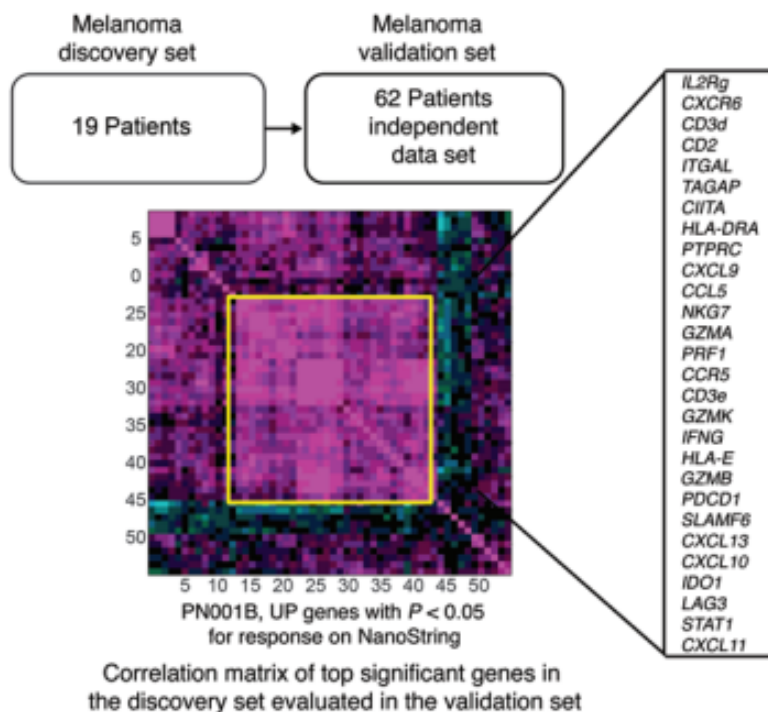 Melanoma
discovery set
Melanoma
validation set
19 Patients
62 Patients
independent
data set
5
0
25
20
25
30
35
40
45
50
5 10 15 20 25 30 35 40 45 50
PN001B, UP genes with P < 0.05
for response on NanoString
Correlation matrix of top significant genes in
the discovery set evaluated in the validation set
IL2Rg
CXCR6
CD3d
CD2
ITGAL
TAGAP
CIITA
HLA-DRA
PTPRC
CXCL9
CCL5
NKG7
GZMA
PRF1
CCR5
CD3e
GZMK
IFNG
HLA-E
GZMB
PDCD1
SLAMF6
CXCL13
CXCL10
IDO1
LAG3
STAT1
CXCL11